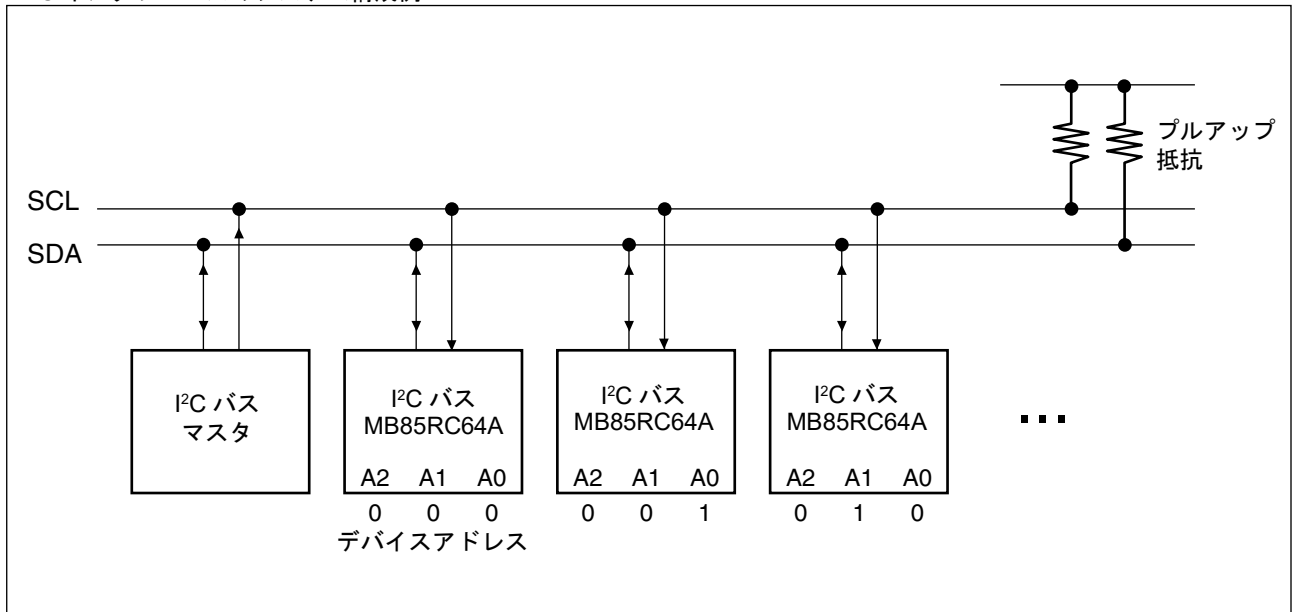 プルアップ
抵抗
SCL
SDA
I²C バス
マスタ
I²C バス
MB85RC64A
A2 A1 A0
0 0 0
デバイスアドレス
I²C バス
MB85RC64A
A2 A1 A0
0 0 1
I²C バス
MB85RC64A
A2 A1 A0
0 1 0
...